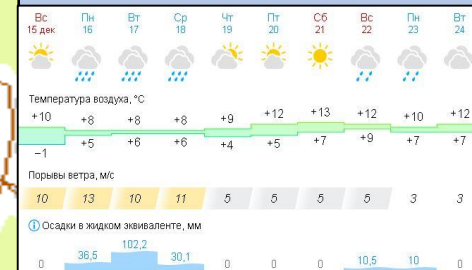 Вс Пн Вт Ср Чт Пт Сб Вс Пн Вт
15 дек 16 17 18 19 20 21 22 23 24
Температура воздуха, °C
+10 +8 +8 +8 +9 +12 +13 +12 +10 +12
−1 +5 +6 +6 +4 +5 +7 +9 +7 +7
Порывы ветра, м/с
10 13 10 11 5 5 5 5 3 3
Осадки в жидком эквиваленте, мм
0 36,5 102,2 30,1 0 0 0 10,5 10 0